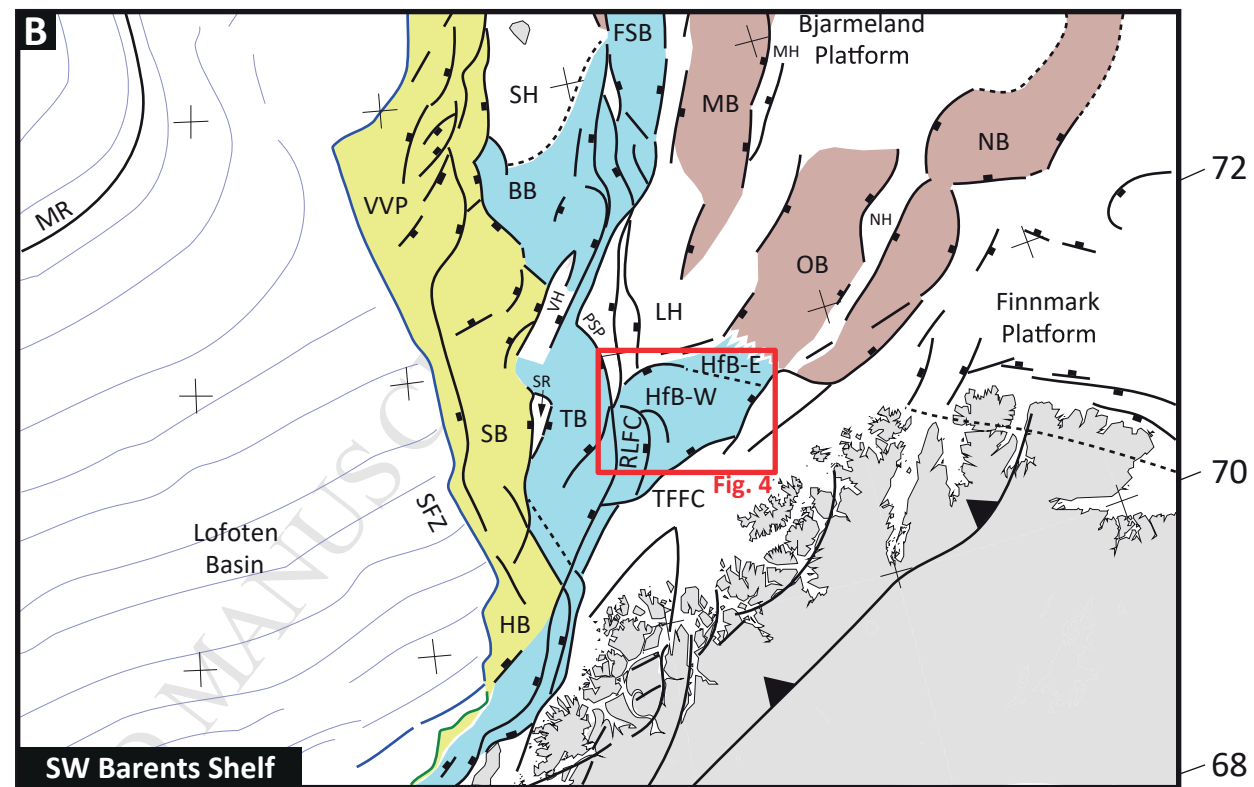 B
Bjarmeland
Platform
FSB
MH
SH
MB
NB
72
BB
MR
VVP
NH
OB
VH
LH
Finnmark
Platform
PSP
HfB-E
SR
HfB-W
SB
TB
RLFC
70
Fig. 4
TFFC
SFZ
Lofoten
Basin
D MANUSC
HB
SW Barents Shelf
68